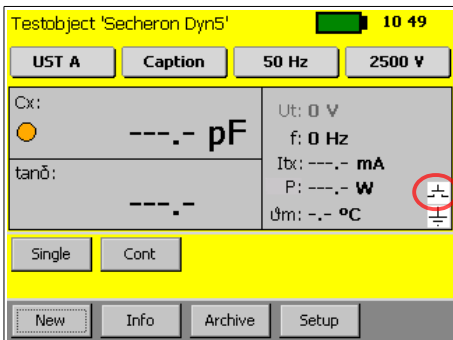 Testobject 'Secheron Dyn5' 10 49
UST A Caption 50 Hz 2500 V
Cx:
---.- pF
tanδ:
---.-
Ut: 0 V
f: 0 Hz
Itx: ---.- mA
P: ---.- W
ϑm: -.- ºC
Single Cont
New Info Archive Setup